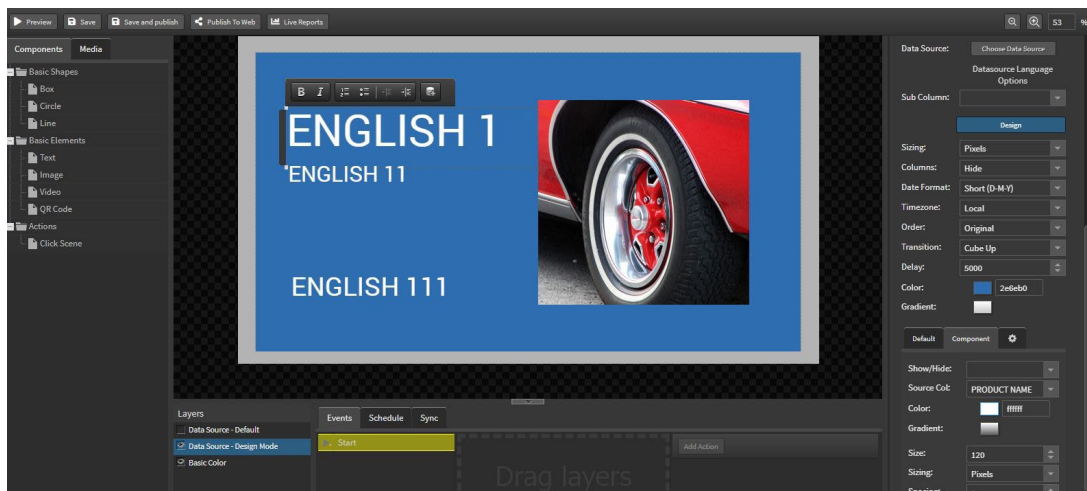 Preview Save Save and publish Publish To Web Live Reports 53 %
Components Media
Basic Shapes
Box
Circle
Line
Basic Elements
Text
Image
Video
QR Code
Actions
Click Scene
B I
ENGLISH 1
ENGLISH 11
ENGLISH 111
Layers
Data Source - Default
Data Source - Design Mode
Basic Color
Events Schedule Sync
Start
Drag layers
Add Action
Data Source: Choose Data Source
Datasource Language
Options
Sub Column:
Design
Sizing: Pixels
Columns: Hide
Date Format: Short (D-M-Y)
Timezone: Local
Order: Original
Transition: Cube Up
Delay: 5000
Color: 2e6eb0
Gradient:
Default Component
Show/Hide:
Source Col: PRODUCT NAME
Color: ffffff
Gradient:
Size: 120
Sizing: Pixels